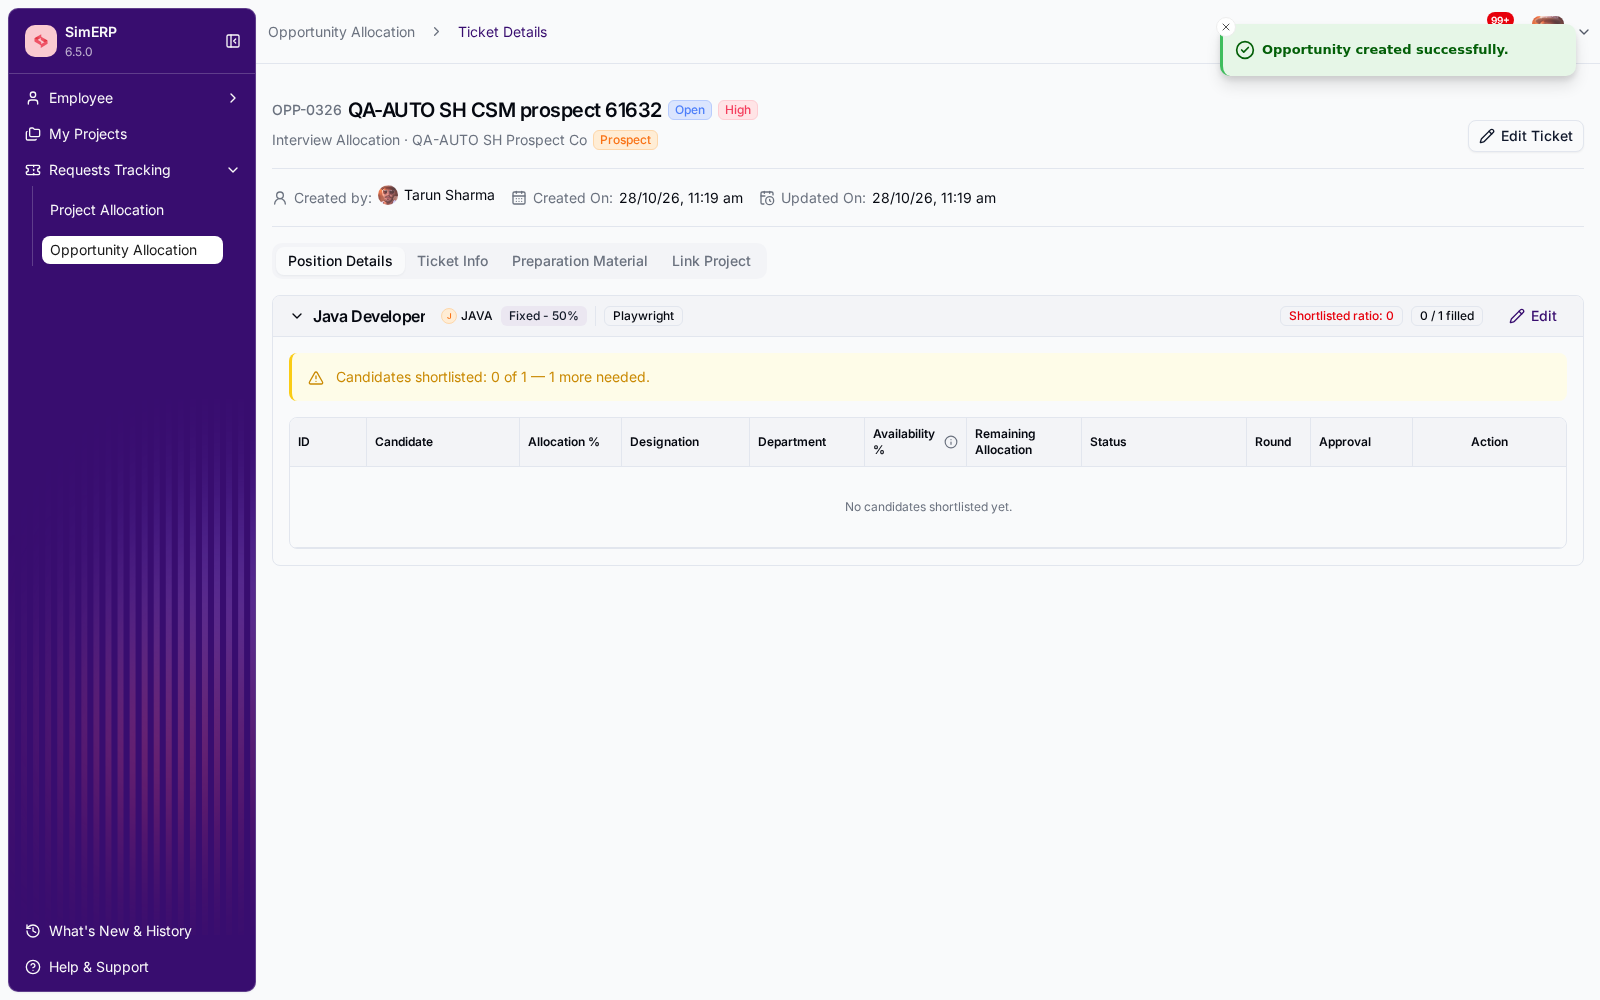 SimERP
6.5.0
Employee
My Projects
Requests Tracking
Project Allocation
Opportunity Allocation
What's New & History
Help & Support
Opportunity Allocation > Ticket Details
99+
Opportunity created successfully.
OPP-0326 QA-AUTO SH CSM prospect 61632 Open High
Interview Allocation · QA-AUTO SH Prospect Co Prospect
Edit Ticket
Created by: Tarun Sharma Created On: 28/10/26, 11:19 am Updated On: 28/10/26, 11:19 am
Position Details Ticket Info Preparation Material Link Project
Java Developer J JAVA Fixed - 50% Playwright Shortlisted ratio: 0 0 / 1 filled Edit
Candidates shortlisted: 0 of 1 — 1 more needed.
ID Candidate Allocation % Designation Department Availability % Remaining Allocation Status Round Approval Action
No candidates shortlisted yet.